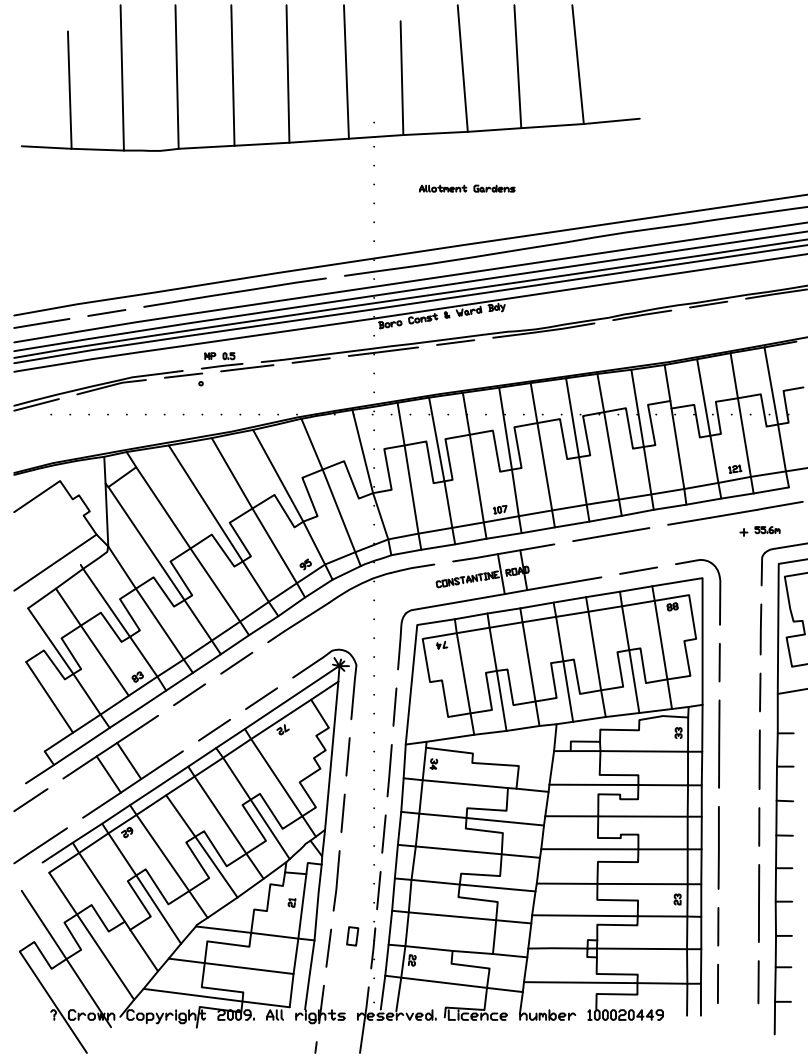 Allotment Gardens
Boro Const & Ward Bdy
MP 0.5
121
107
55.6m
95
CONSTANTINE ROAD
88
74
83
72
33
34
62
23
21
22
? Crown Copyright 2009. All rights reserved. Licence number 100020449